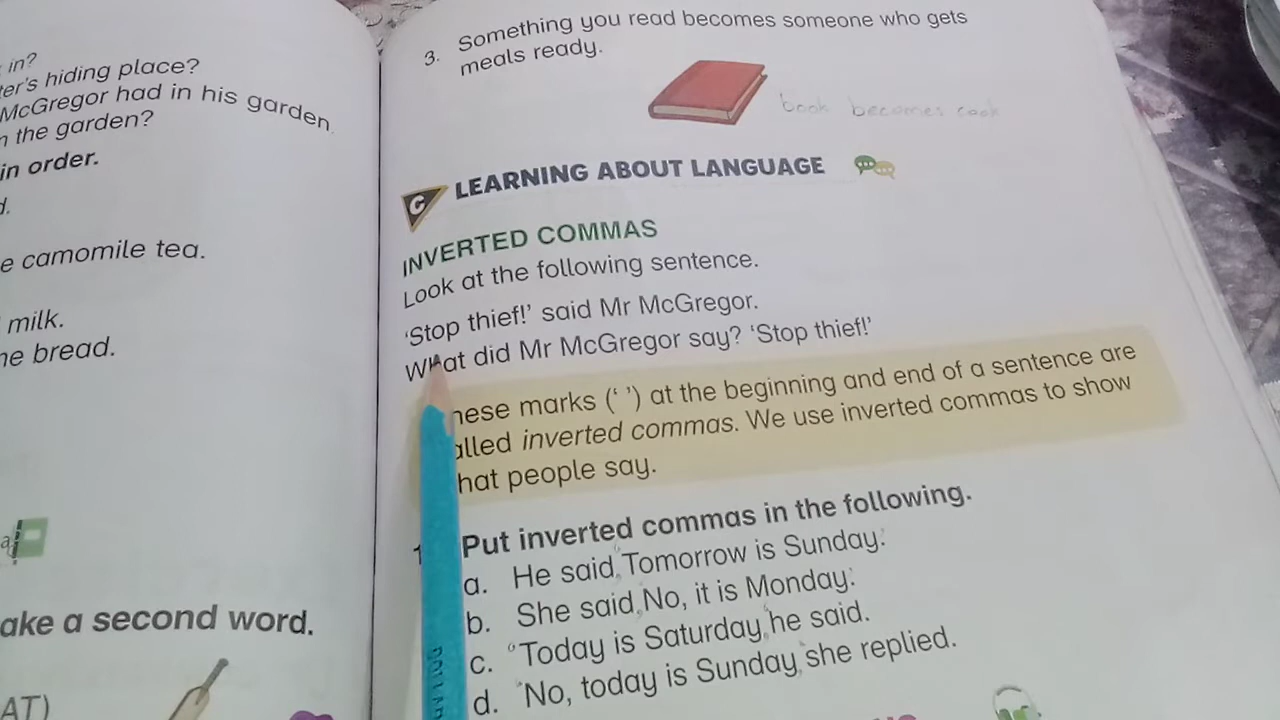 in?
er's hiding place?
McGregor had in his garden
the garden?
in order.
d.
e camomile tea.
milk.
he bread.
ake a second word.
AT)
3. Something you read becomes someone who gets
meals ready.
book becomes cook
G LEARNING ABOUT LANGUAGE
INVERTED COMMAS
Look at the following sentence.
‘Stop thief!’ said Mr McGregor.
What did Mr McGregor say? ‘Stop thief!’
hese marks (‘ ’) at the beginning and end of a sentence are
alled inverted commas. We use inverted commas to show
hat people say.
1 Put inverted commas in the following.
a. He said, Tomorrow is Sunday.'
b. She said, No, it is Monday.'
c. ‘Today is Saturday,’ he said.
d. ‘No, today is Sunday,’ she replied.